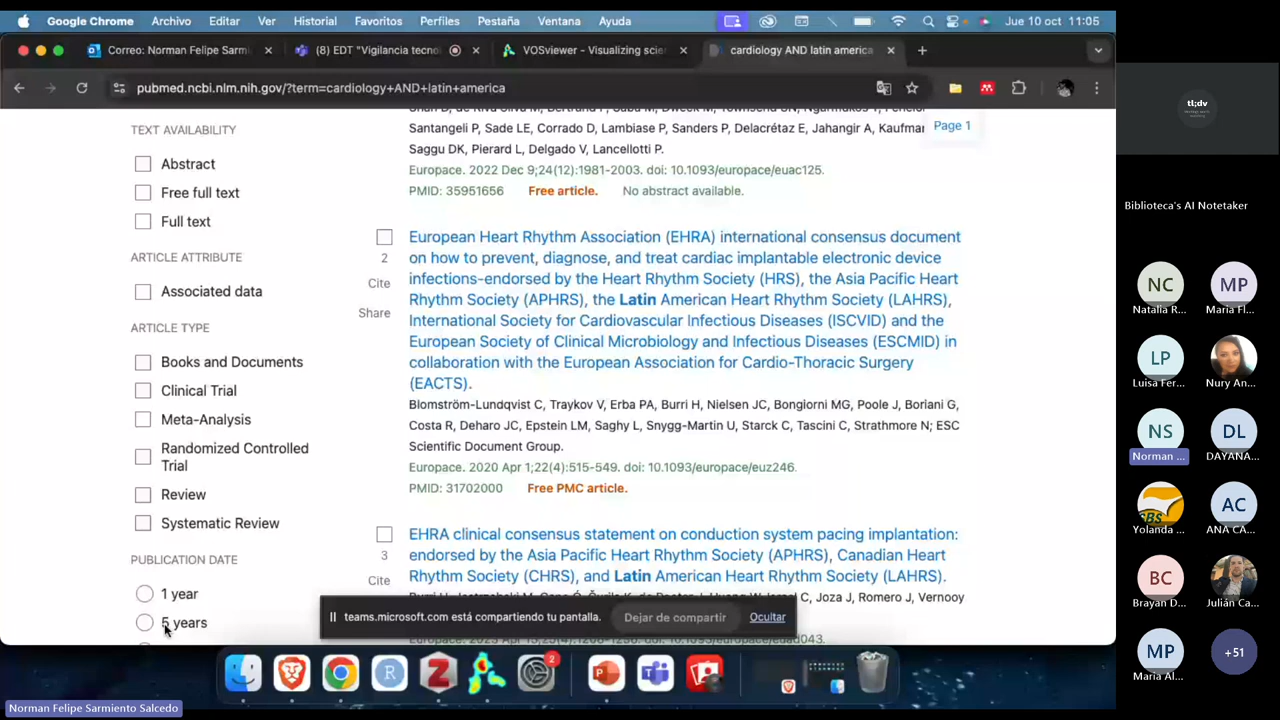 Google Chrome Archivo Editar Ver Historial Favoritos Perfiles Pestaña Ventana Ayuda Jue 10 oct 11:05
Correo: Norman Felipe Sarmi
(8) EDT "Vigilancia tecno
VOSviewer - Visualizing scie
cardiology AND latin america
pubmed.ncbi.nlm.nih.gov/?term=cardiology+AND+latin+america
TEXT AVAILABILITY
Abstract
Free full text
Full text
ARTICLE ATTRIBUTE
Associated data
ARTICLE TYPE
Books and Documents
Clinical Trial
Meta-Analysis
Randomized Controlled
Trial
Review
Systematic Review
PUBLICATION DATE
1 year
5 years
Page 1
Santangeli P, Sade LE, Corrado D, Lambiase P, Sanders P, Delacrétaz E, Jahangir A, Kaufman
Saggu DK, Pierard L, Delgado V, Lancellotti P.
Europace. 2022 Dec 9;24(12):1981-2003. doi: 10.1093/europace/euac125.
PMID: 35951656 Free article. No abstract available.
2
Cite
Share
European Heart Rhythm Association (EHRA) international consensus document
on how to prevent, diagnose, and treat cardiac implantable electronic device
infections-endorsed by the Heart Rhythm Society (HRS), the Asia Pacific Heart
Rhythm Society (APHRS), the Latin American Heart Rhythm Society (LAHRS),
International Society for Cardiovascular Infectious Diseases (ISCVID) and the
European Society of Clinical Microbiology and Infectious Diseases (ESCMID) in
collaboration with the European Association for Cardio-Thoracic Surgery
(EACTS).
Blomström-Lundqvist C, Traykov V, Erba PA, Burri H, Nielsen JC, Bongiorni MG, Poole J, Boriani G,
Costa R, Deharo JC, Epstein LM, Saghy L, Snygg-Martin U, Starck C, Tascini C, Strathmore N; ESC
Scientific Document Group.
Europace. 2020 Apr 1;22(4):515-549. doi: 10.1093/europace/euz246.
PMID: 31702000 Free PMC article.
3
Cite
EHRA clinical consensus statement on conduction system pacing implantation:
endorsed by the Asia Pacific Heart Rhythm Society (APHRS), Canadian Heart
Rhythm Society (CHRS), and Latin American Heart Rhythm Society (LAHRS).
C, Joza J, Romero J, Vernooy
teams.microsoft.com está compartiendo tu pantalla. Dejar de compartir Ocultar
2
Norman Felipe Sarmiento Salcedo
tl;dv
Biblioteca's AI Notetaker
NC MP
Natalia R... Maria Fl...
LP
Luisa Fer... Nury An...
NS DL
Norman ... DAYANA...
SBS AC
Yolanda ... ANA CA...
BC
Brayan D... Julián Ca...
MP +51
Maria Al...